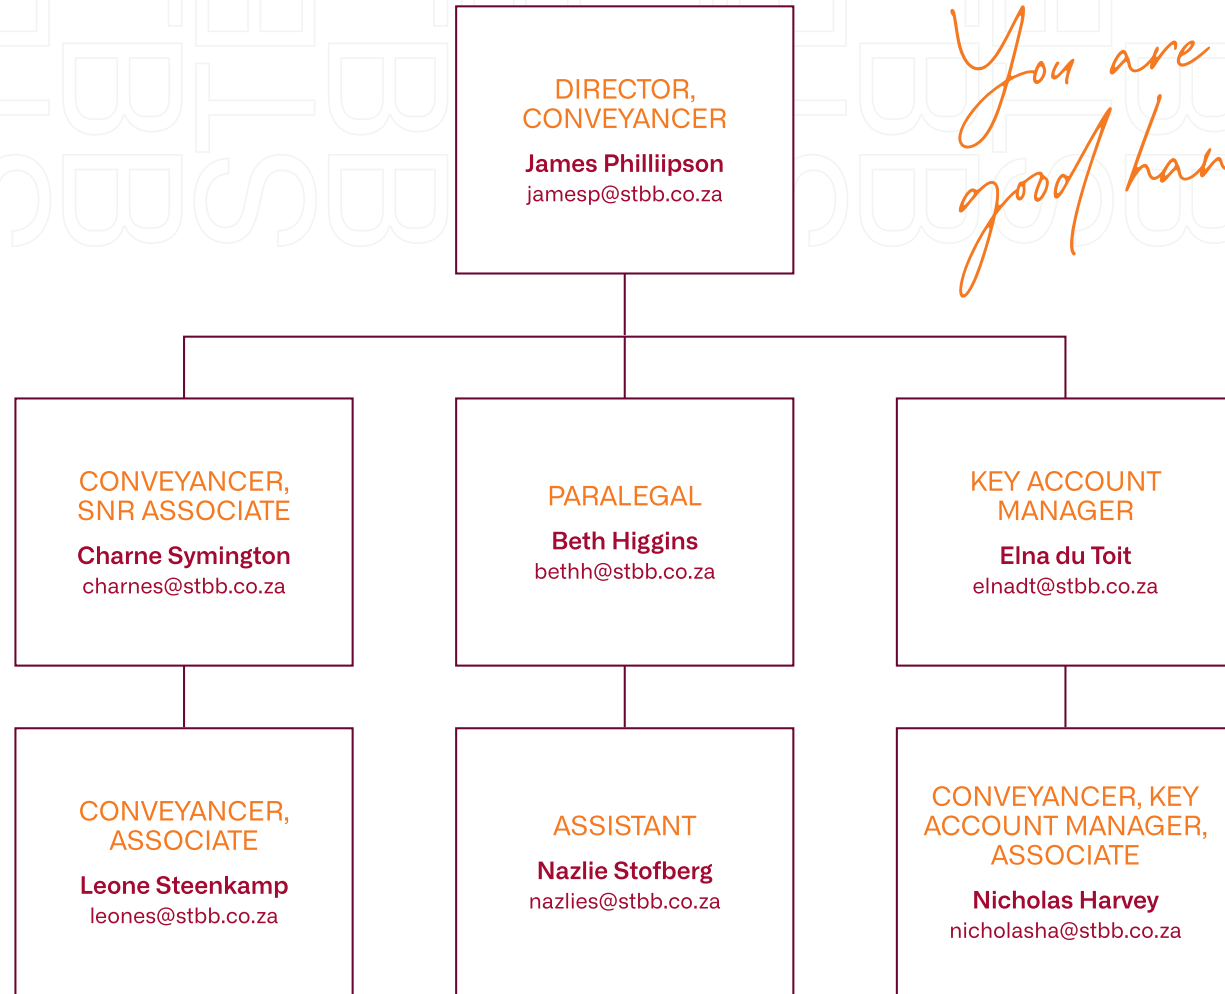 You are
good
DIRECTOR,
CONVEYANCER
James Philliipson
jamesp@stbb.co.za
CONVEYANCER,
SNR ASSOCIATE
Charne Symington
charnes@stbb.co.za
PARALEGAL
Beth Higgins
bethh@stbb.co.za
KEY ACCOUNT
MANAGER
Elna du Toit
elnadt@stbb.co.za
CONVEYANCER,
ASSOCIATE
Leone Steenkamp
leones@stbb.co.za
ASSISTANT
Nazlie Stofberg
nazlies@stbb.co.za
CONVEYANCER, KEY
ACCOUNT MANAGER,
ASSOCIATE
Nicholas Harvey
nicholasha@stbb.co.za